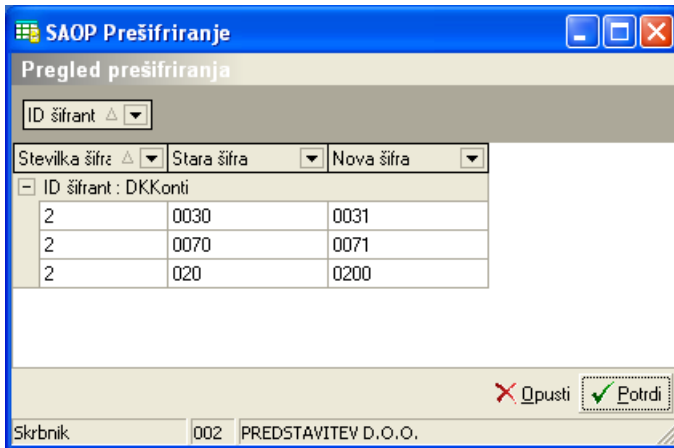 SAOP Prešifriranje
Pregled prešifriranja
ID šifrant
Stevilka šifra Stara šifra Nova šifra
ID šifrant : DKKonti
2 0030 0031
2 0070 0071
2 020 0200
Opusti Potrdi
Skrbnik 002 PREDSTAVITEV D.O.O.